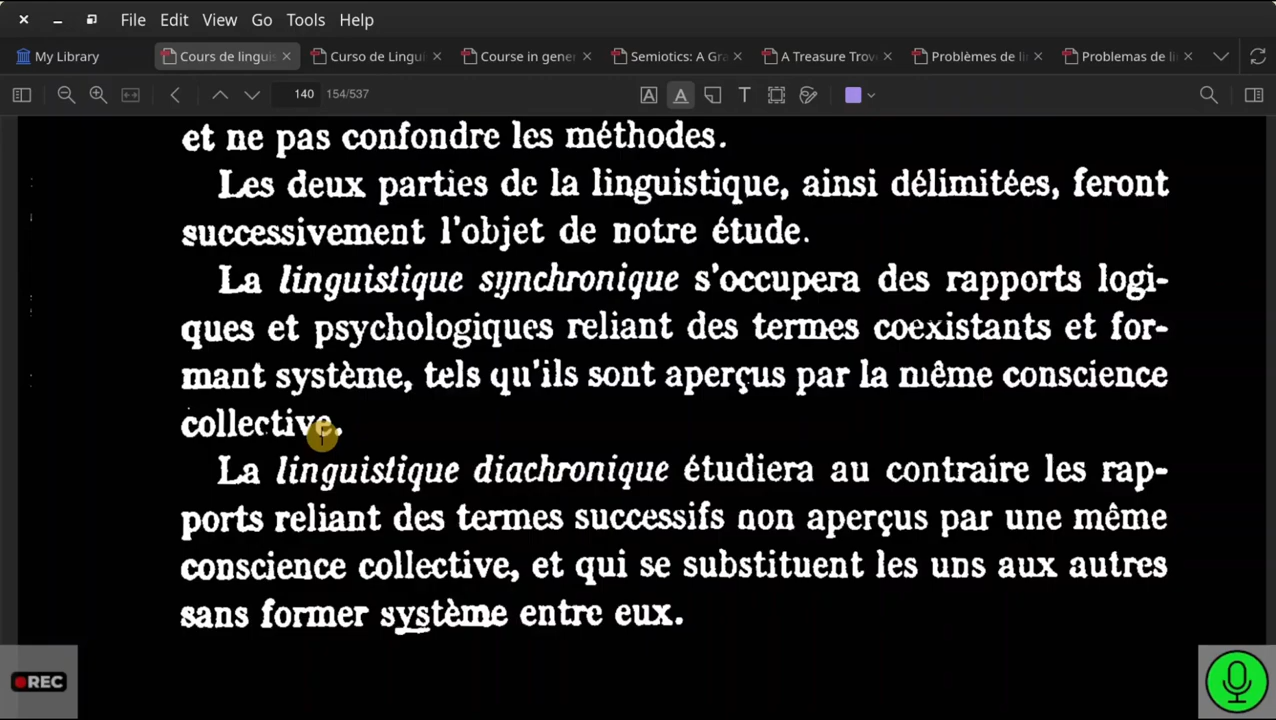 File Edit View Go Tools Help
My Library Cours de lingui Curso de Lingui Course in gener Semiotics: A Gra A Treasure Trov Problèmes de li Problemas de li
140 154/537
et ne pas confondre les méthodes.
Les deux parties de la linguistique, ainsi délimitées, feront
successivement l'objet de notre étude.
La linguistique synchronique s'occupera des rapports logi-
ques et psychologiques reliant des termes coexistants et for-
mant système, tels qu'ils sont aperçus par la même conscience
collective.
La linguistique diachronique étudiera au contraire les rap-
ports reliant des termes successifs non aperçus par une même
conscience collective, et qui se substituent les uns aux autres
sans former système entre eux.
REC